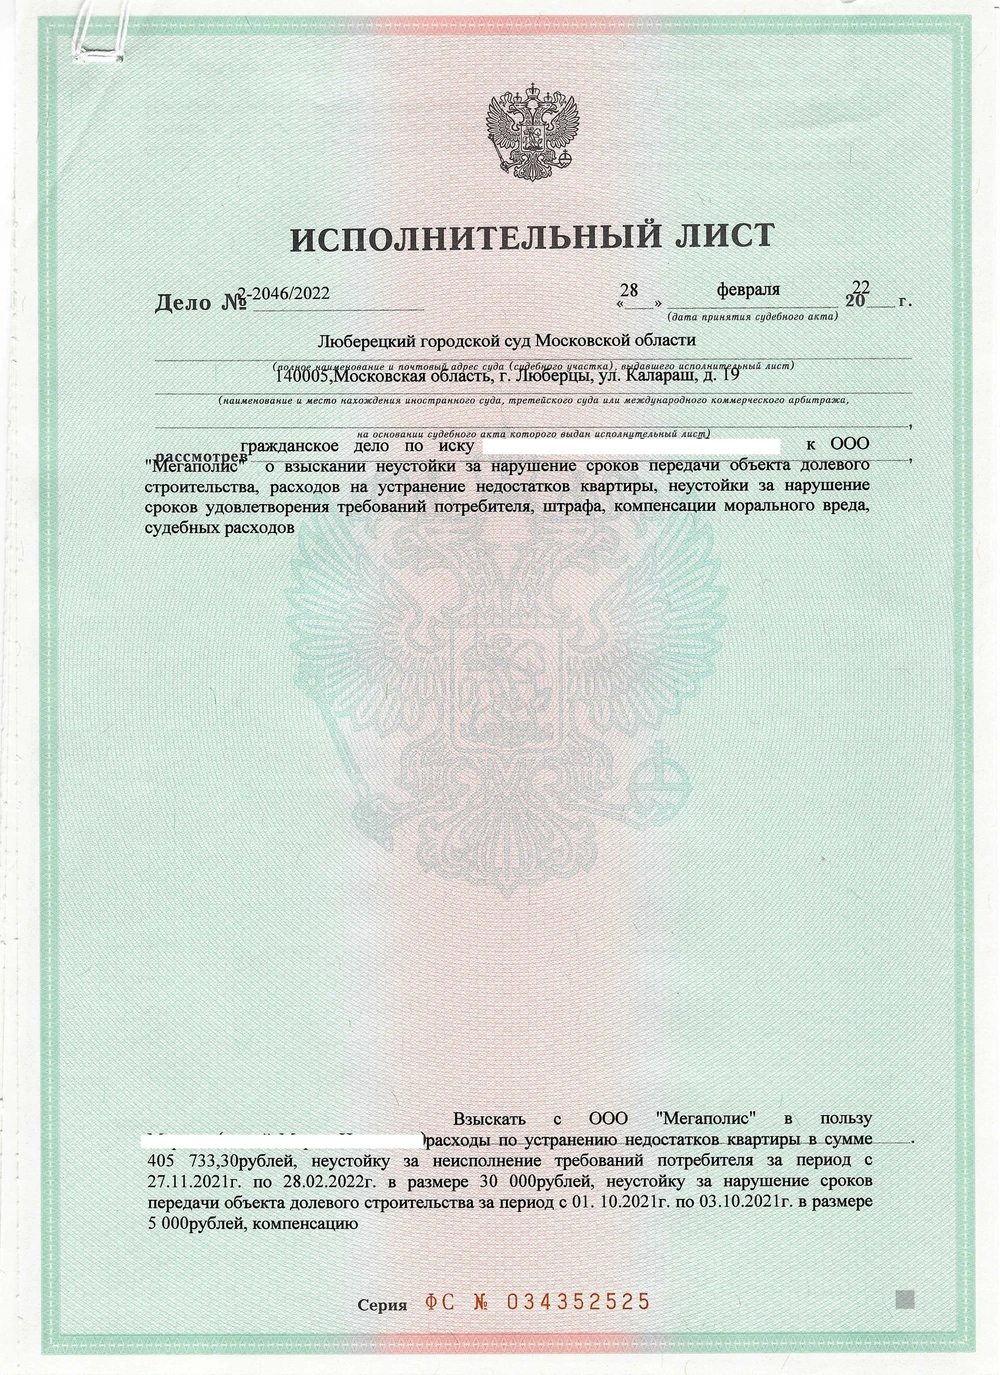 ИСПОЛНИТЕЛЬНЫЙ ЛИСТ
Дело № 2-2046/2022 « 28 » февраля 20 22 г.
(дата принятия судебного акта)
Люберецкий городской суд Московской области
(полное наименование и почтовый адрес суда (судебного участка), выдавшего исполнительный лист)
140005,Московская область, г. Люберцы, ул. Калараш, д. 19
(наименование и место нахождения иностранного суда, третейского суда или международного коммерческого арбитража,
на основании судебного акта которого выдан исполнительный лист) ,
гражданское дело по иску к ООО
рассмотрев ,
"Мегаполис" о взыскании неустойки за нарушение сроков передачи объекта долевого
строительства, расходов на устранение недостатков квартиры, неустойки за нарушение
сроков удовлетворения требований потребителя, штрафа, компенсации морального вреда,
судебных расходов
Взыскать с ООО "Мегаполис" в пользу
)расходы по устранению недостатков квартиры в сумме .
405 733,30рублей, неустойку за неисполнение требований потребителя за период с
27.11.2021г. по 28.02.2022г. в размере 30 000рублей, неустойку за нарушение сроков
передачи объекта долевого строительства за период с 01. 10.2021г. по 03.10.2021г. в размере
5 000рублей, компенсацию
Серия ФС № 034352525